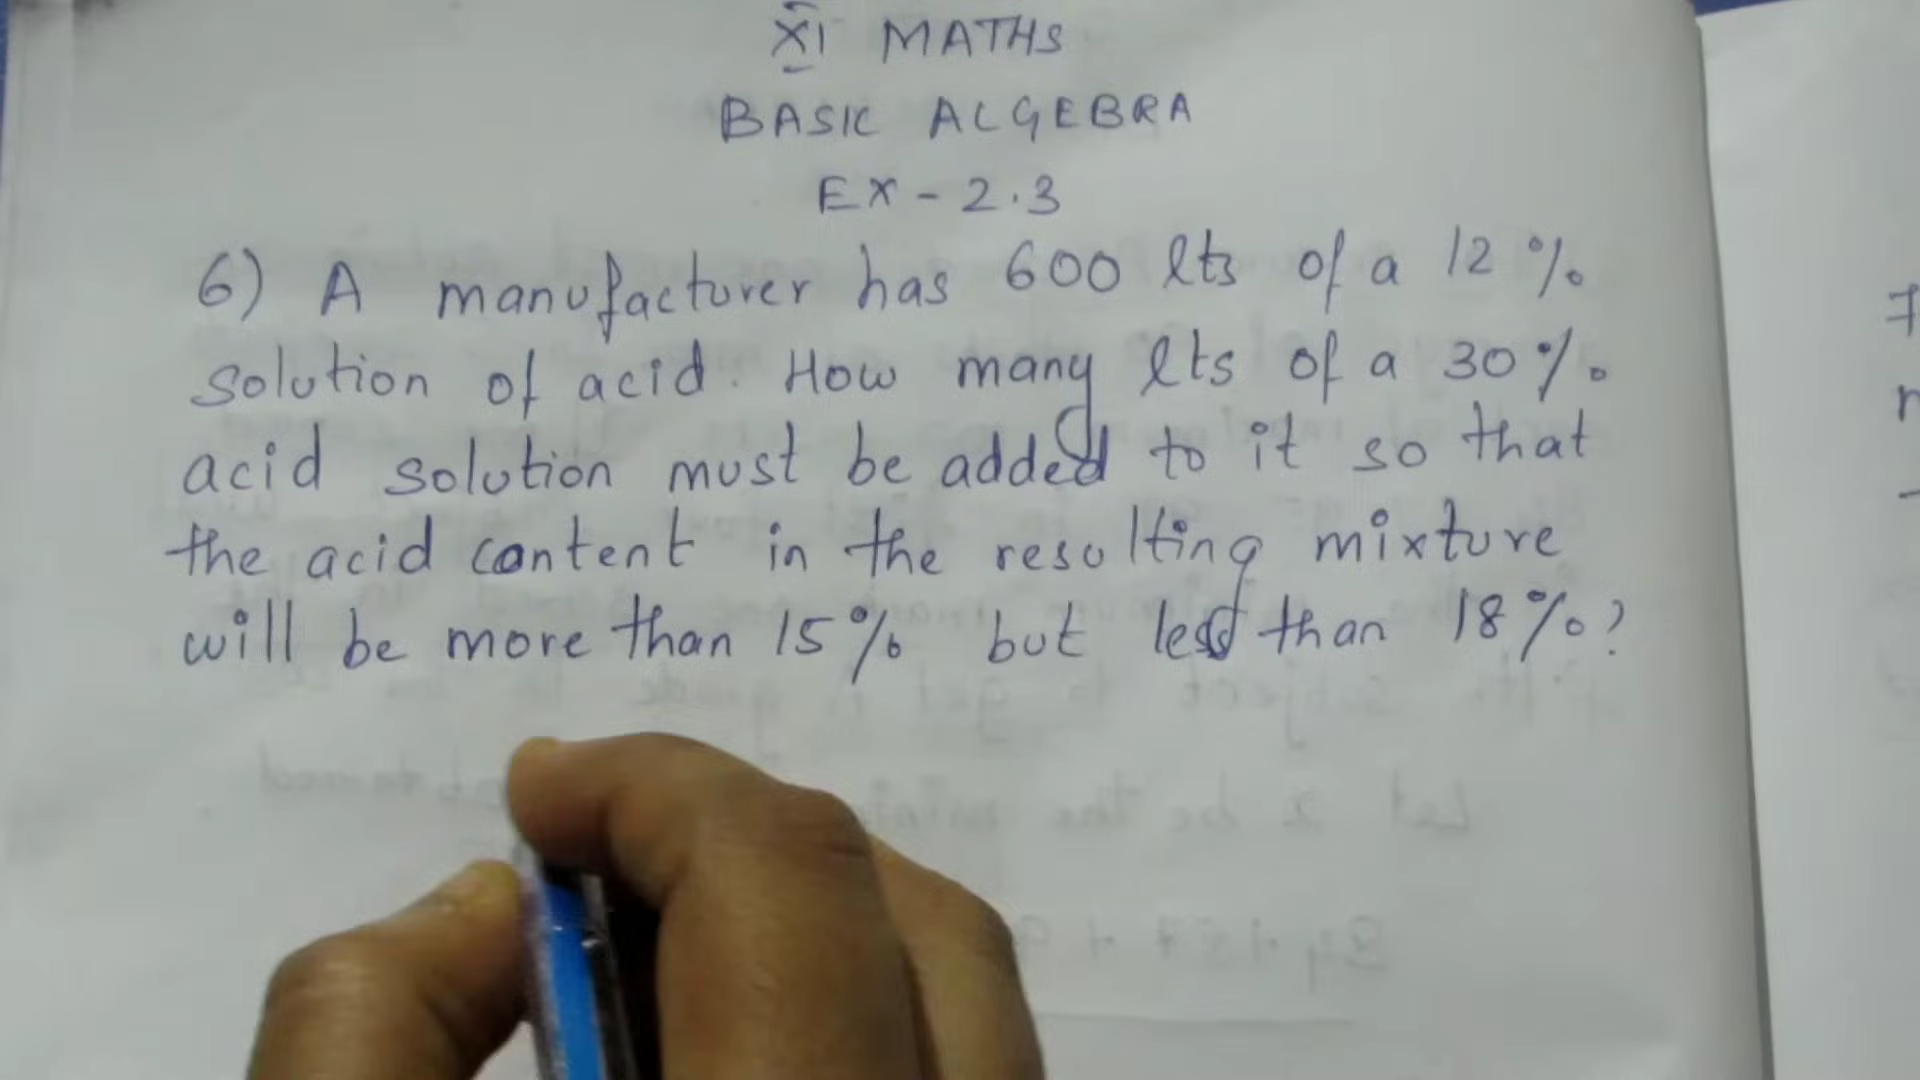 XI MATHS
BASIC ALGEBRA
EX - 2.3
6) A manufacturer has 600 lts of a 12%
solution of acid. How many lts of a 30%
acid solution must be added to it so that
the acid content in the resulting mixture
will be more than 15% but less than 18%?